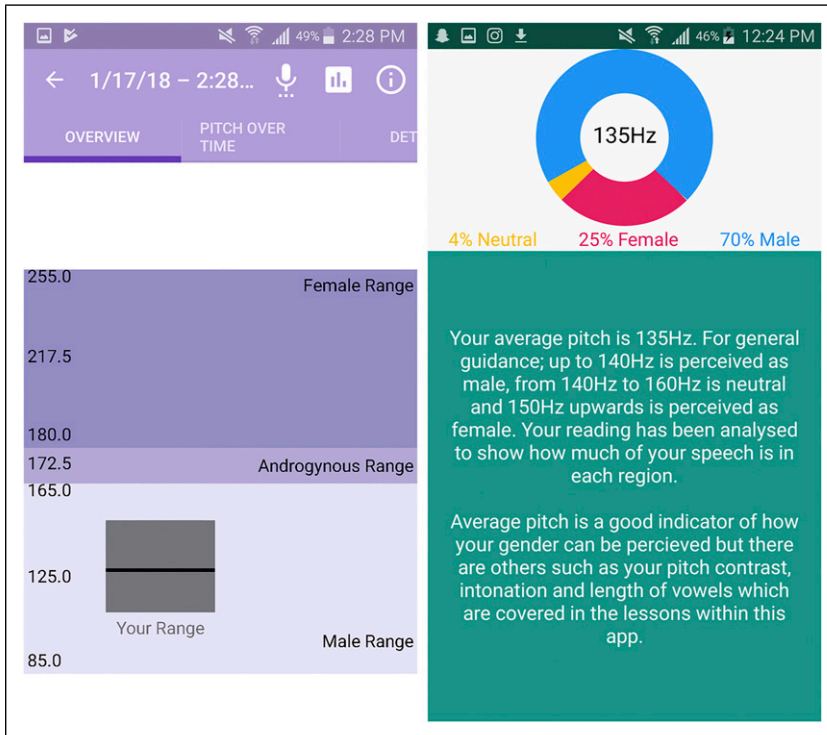 49% 2:28 PM
1/17/18 – 2:28...
OVERVIEW
PITCH OVER
TIME
DET
255.0
Female Range
217.5
180.0
172.5
Androgynous Range
165.0
125.0
Your Range
Male Range
85.0
46% 12:24 PM
135Hz
4% Neutral 25% Female 70% Male
Your average pitch is 135Hz. For general
guidance; up to 140Hz is perceived as
male, from 140Hz to 160Hz is neutral
and 150Hz upwards is perceived as
female. Your reading has been analysed
to show how much of your speech is in
each region.
Average pitch is a good indicator of how
your gender can be percieved but there
are others such as your pitch contrast,
intonation and length of vowels which
are covered in the lessons within this
app.